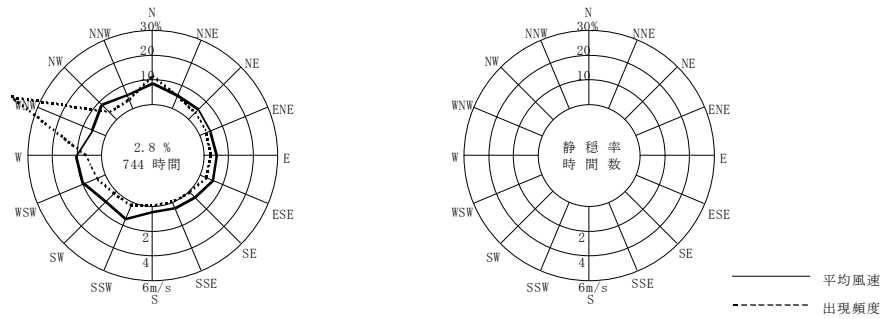 N
NNE
NE
ENE
E
ESE
SE
SSE
S
SSW
SW
WSW
W
WNW
NW
NNW
30%
20
10
2.8 %
744 時間
2
4
6m/s
N
NNE
NE
ENE
E
ESE
SE
SSE
S
SSW
SW
WSW
W
WNW
NW
NNW
30%
20
10
静 穏 率
時 間 数
2
4
6m/s
平均風速
出現頻度